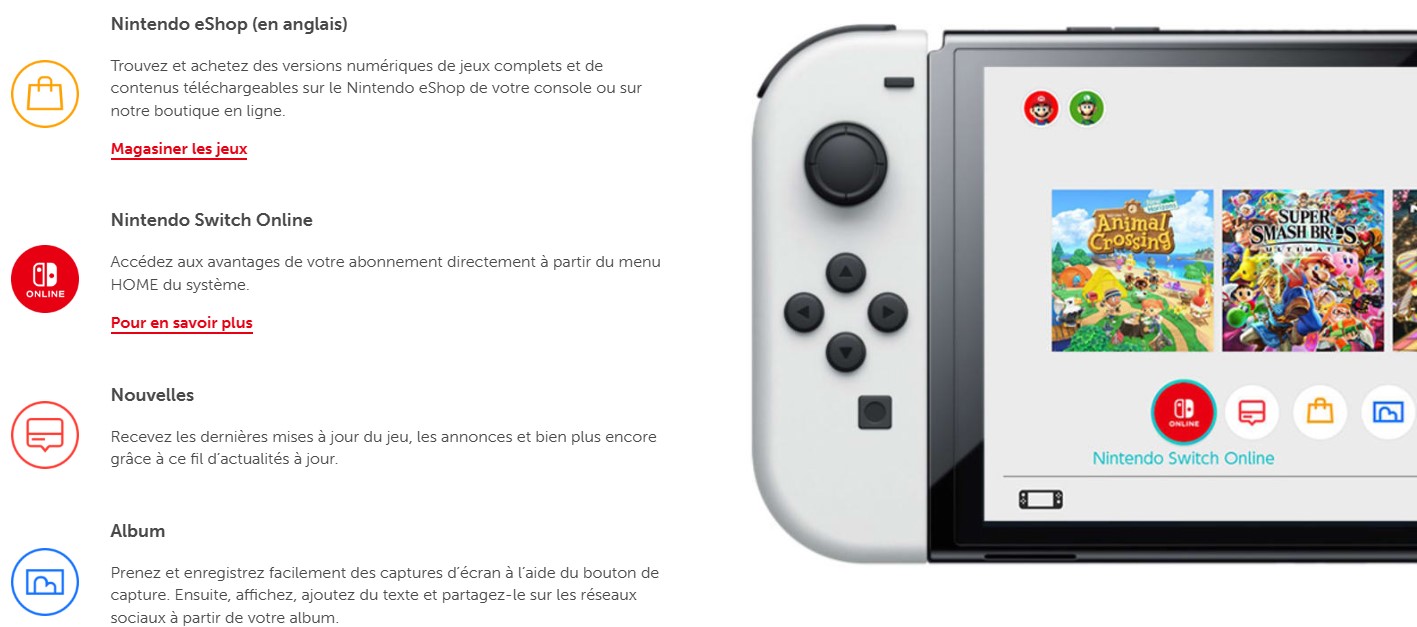 Nintendo eShop (en anglais)
Trouvez et achetez des versions numériques de jeux complets et de
contenus téléchargeables sur le Nintendo eShop de votre console ou sur
notre boutique en ligne.
Magasiner les jeux
Nintendo Switch Online
ONLINE
Accédez aux avantages de votre abonnement directement à partir du menu
HOME du système.
Pour en savoir plus
Nouvelles
Recevez les dernières mises à jour du jeu, les annonces et bien plus encore
grâce à ce fil d’actualités à jour.
Album
Prenez et enregistrez facilement des captures d’écran à l’aide du bouton de
capture. Ensuite, affichez, ajoutez du texte et partagez-le sur les réseaux
sociaux à partir de votre album.
Animal
Crossing
Horizons
SUPER
SMASH BROS.
ULTIMATE
ONLINE
Nintendo Switch Online